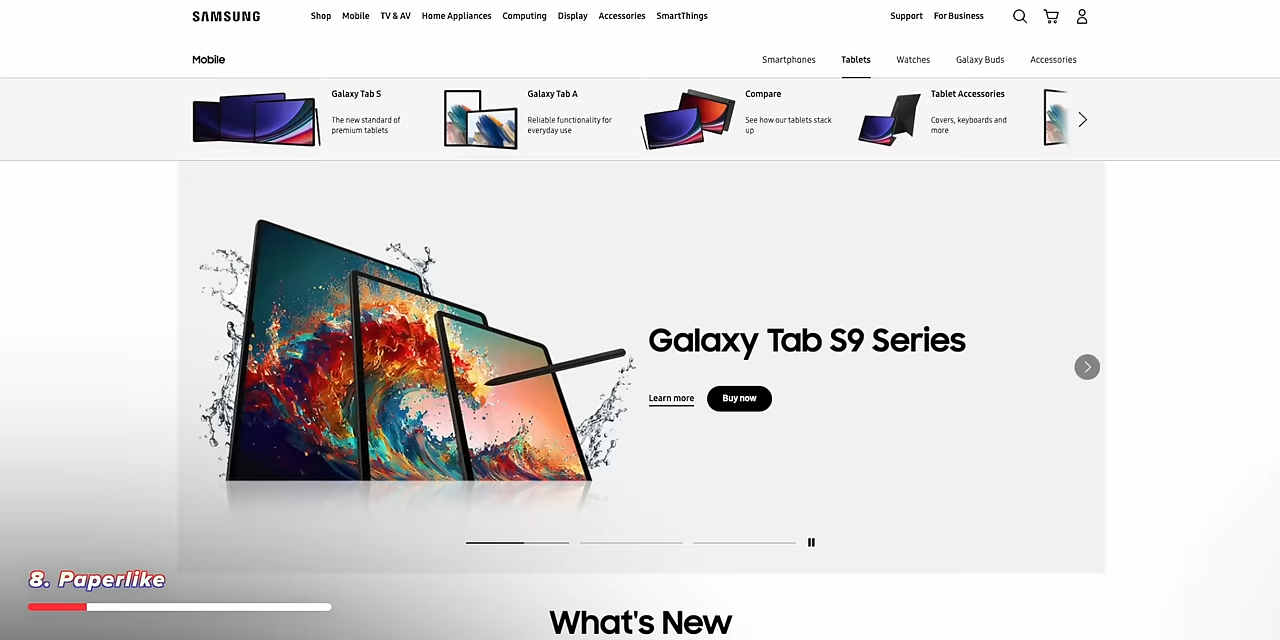 SAMSUNG
Shop Mobile TV & AV Home Appliances Computing Display Accessories SmartThings
Support For Business
Mobile
Smartphones Tablets Watches Galaxy Buds Accessories
Galaxy Tab S
The new standard of
premium tablets
Galaxy Tab A
Reliable functionality for
everyday use
Compare
See how our tablets stack
up
Tablet Accessories
Covers, keyboards and
more
Galaxy Tab S9 Series
Learn more
Buy now
8. Paperlike
What's New